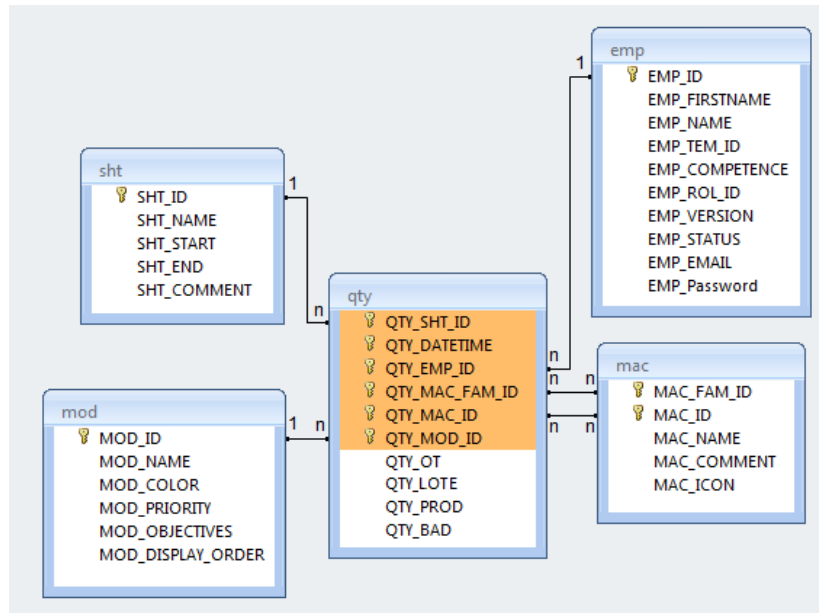 emp
EMP_ID
EMP_FIRSTNAME
EMP_NAME
EMP_TEM_ID
EMP_COMPETENCE
EMP_ROL_ID
EMP_VERSION
EMP_STATUS
EMP_EMAIL
EMP_Password
1
sht
SHT_ID
SHT_NAME
SHT_START
SHT_END
SHT_COMMENT
1
n
qty
QTY_SHT_ID
QTY_DATETIME
QTY_EMP_ID
QTY_MAC_FAM_ID
QTY_MAC_ID
QTY_MOD_ID
QTY_OT
QTY_LOTE
QTY_PROD
QTY_BAD
n
n
n
n
n
mac
MAC_FAM_ID
MAC_ID
MAC_NAME
MAC_COMMENT
MAC_ICON
mod
MOD_ID
MOD_NAME
MOD_COLOR
MOD_PRIORITY
MOD_OBJECTIVES
MOD_DISPLAY_ORDER
1
n